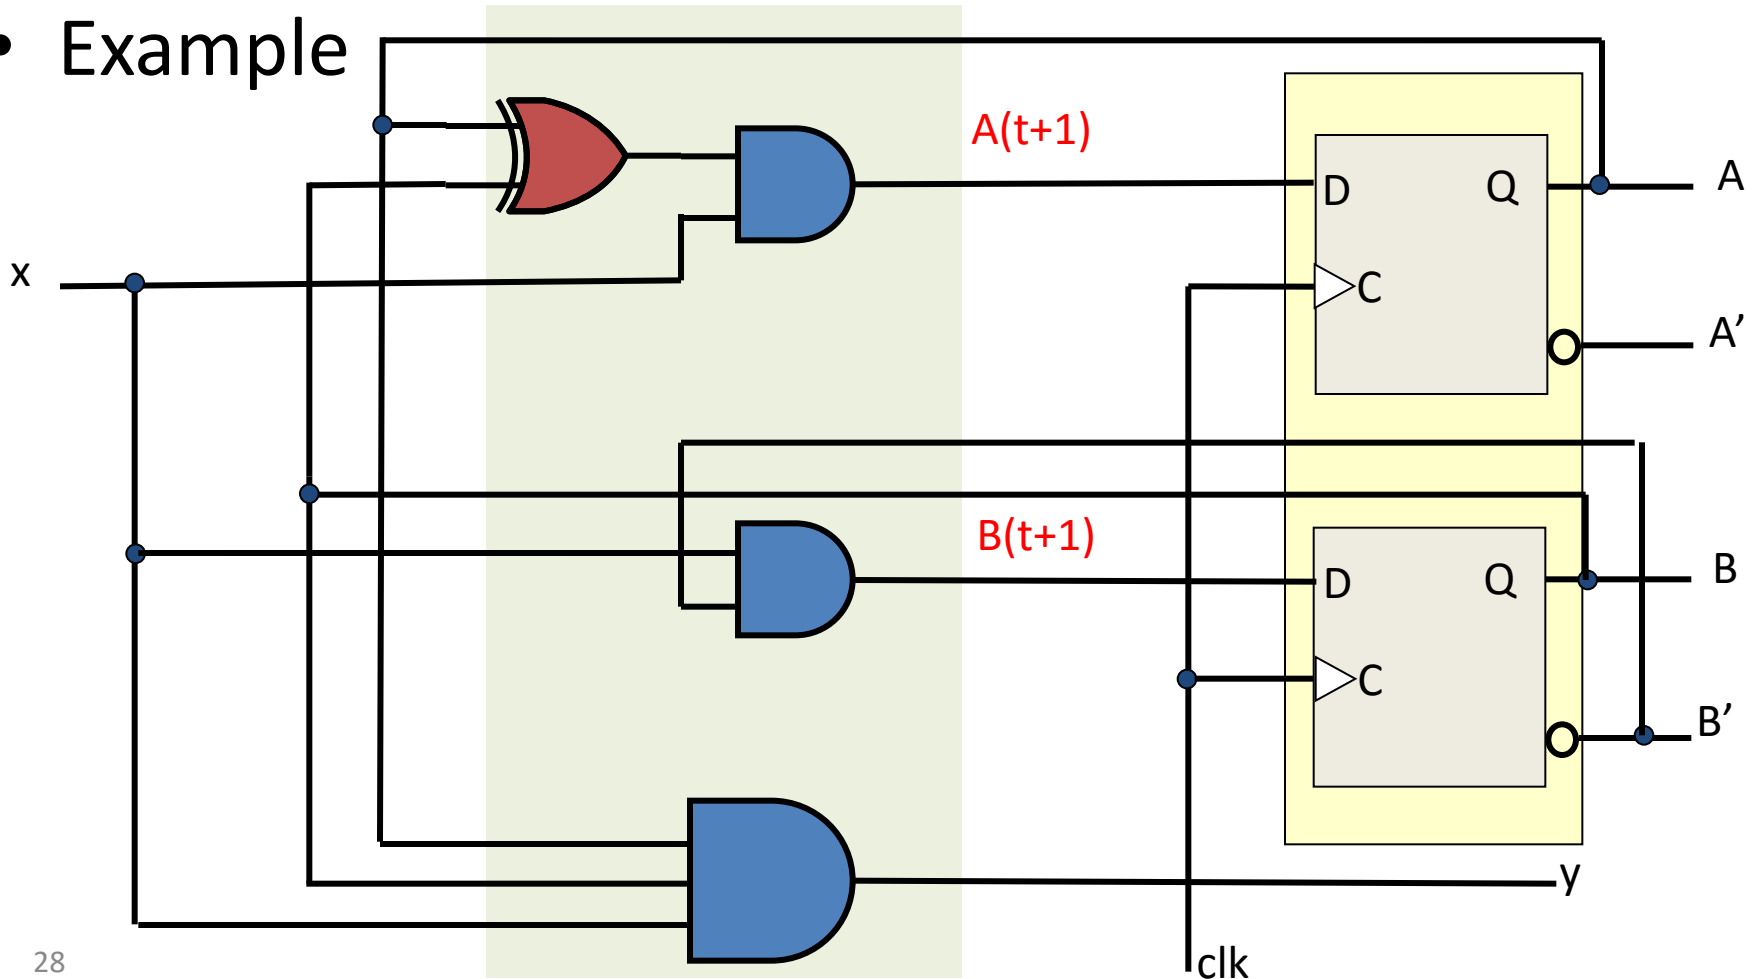 • Example
A(t+1)
D
Q
A
x
C
A’
B(t+1)
D
Q
B
C
B’
y
28
clk